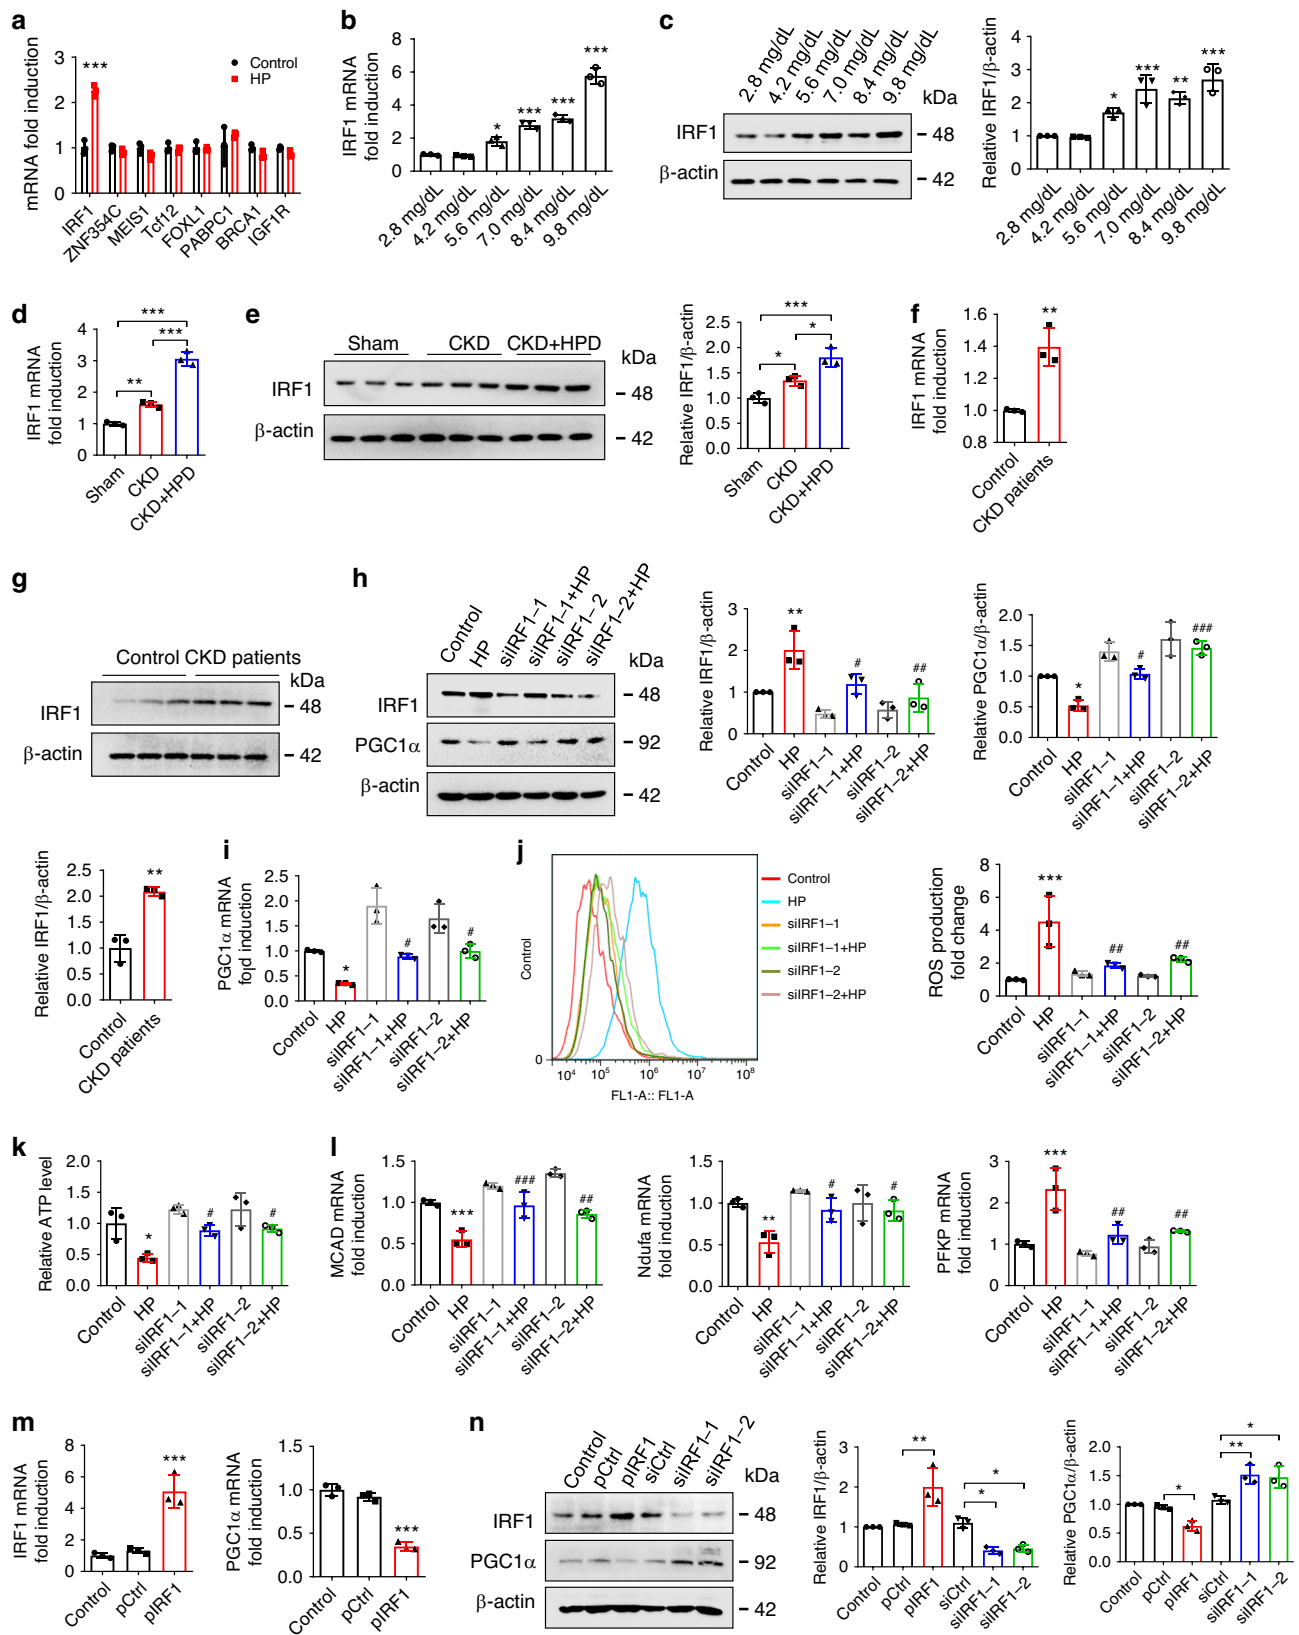 a
mRNA fold induction
3
2
1
0
***
Control
HP
IRF1
ZNF354C
MEIS1
Tcf12
FOXL1
PABPC1
BRCA1
IGF1R
b
IRF1 mRNA
fold induction
8
6
4
2
0
*
***
***
***
2.8 mg/dL
4.2 mg/dL
5.6 mg/dL
7.0 mg/dL
8.4 mg/dL
9.8 mg/dL
c
2.8 mg/dL
4.2 mg/dL
5.6 mg/dL
7.0 mg/dL
8.4 mg/dL
9.8 mg/dL
kDa
IRF1
48
β-actin
42
Relative IRF1/β-actin
4
3
2
1
0
*
***
**
***
2.8 mg/dL
4.2 mg/dL
5.6 mg/dL
7.0 mg/dL
8.4 mg/dL
9.8 mg/dL
d
IRF1 mRNA
fold induction
4
3
2
1
0
***
***
**
Sham
CKD
CKD+HPD
e
Sham
CKD
CKD+HPD
kDa
IRF1
48
β-actin
42
Relative IRF1/β-actin
2.5
2.0
1.5
1.0
0.5
0.0
***
*
*
Sham
CKD
CKD+HPD
f
IRF1 mRNA
fold induction
1.6
1.4
1.2
1.0
0.8
**
Control
CKD patients
g
Control CKD patients
kDa
IRF1
48
β-actin
42
Relative IRF1/β-actin
2.5
2.0
1.5
1.0
0.5
0.0
**
Control
CKD patients
h
Control
HP
siIRF1–1
siIRF1–1+HP
siIRF1–2
siIRF1–2+HP
kDa
IRF1
48
PGC1α
92
β-actin
42
Relative IRF1/β-actin
3
2
1
0
**
#
##
Control
HP
siIRF1–1
siIRF1–1+HP
siIRF1–2
siIRF1–2+HP
Relative PGC1α/β-actin
2.0
1.5
1.0
0.5
0.0
*
#
###
Control
HP
siIRF1–1
siIRF1–1+HP
siIRF1–2
siIRF1–2+HP
i
PGC1α mRNA
fold induction
2.5
2.0
1.5
1.0
0.5
0.0
*
#
#
Control
HP
siIRF1–1
siIRF1–1+HP
siIRF1–2
siIRF1–2+HP
j
Control
0
10⁴
10⁵
10⁶
10⁷
10⁸
FL1-A:: FL1-A
Control
HP
siIRF1–1
siIRF1–1+HP
siIRF1–2
siIRF1–2+HP
ROS production
fold change
8
6
4
2
0
***
##
##
Control
HP
siIRF1–1
siIRF1–1+HP
siIRF1–2
siIRF1–2+HP
k
Relative ATP level
2.0
1.5
1.0
0.5
0.0
*
#
#
Control
HP
siIRF1–1
siIRF1–1+HP
siIRF1–2
siIRF1–2+HP
l
MCAD mRNA
fold induction
1.5
1.0
0.5
0.0
***
###
##
Control
HP
siIRF1–1
siIRF1–1+HP
siIRF1–2
siIRF1–2+HP
Ndufa mRNA
fold induction
1.5
1.0
0.5
0.0
**
#
#
Control
HP
siIRF1–1
siIRF1–1+HP
siIRF1–2
siIRF1–2+HP
PFKP mRNA
fold induction
3
2
1
0
***
##
##
Control
HP
siIRF1–1
siIRF1–1+HP
siIRF1–2
siIRF1–2+HP
m
IRF1 mRNA
fold induction
8
6
4
2
0
***
Control
pCtrl
pIRF1
PGC1α mRNA
fold induction
1.5
1.0
0.5
0.0
***
Control
pCtrl
pIRF1
n
Control
pCtrl
pIRF1
siCtrl
siIRF1–1
siIRF1–2
kDa
IRF1
48
PGC1α
92
β-actin
42
Relative IRF1/β-actin
3
2
1
0
**
*
*
Control
pCtrl
pIRF1
siCtrl
siIRF1–1
siIRF1–2
Relative PGC1α/β-actin
2.0
1.5
1.0
0.5
0.0
*
**
*
Control
pCtrl
pIRF1
siCtrl
siIRF1–1
siIRF1–2